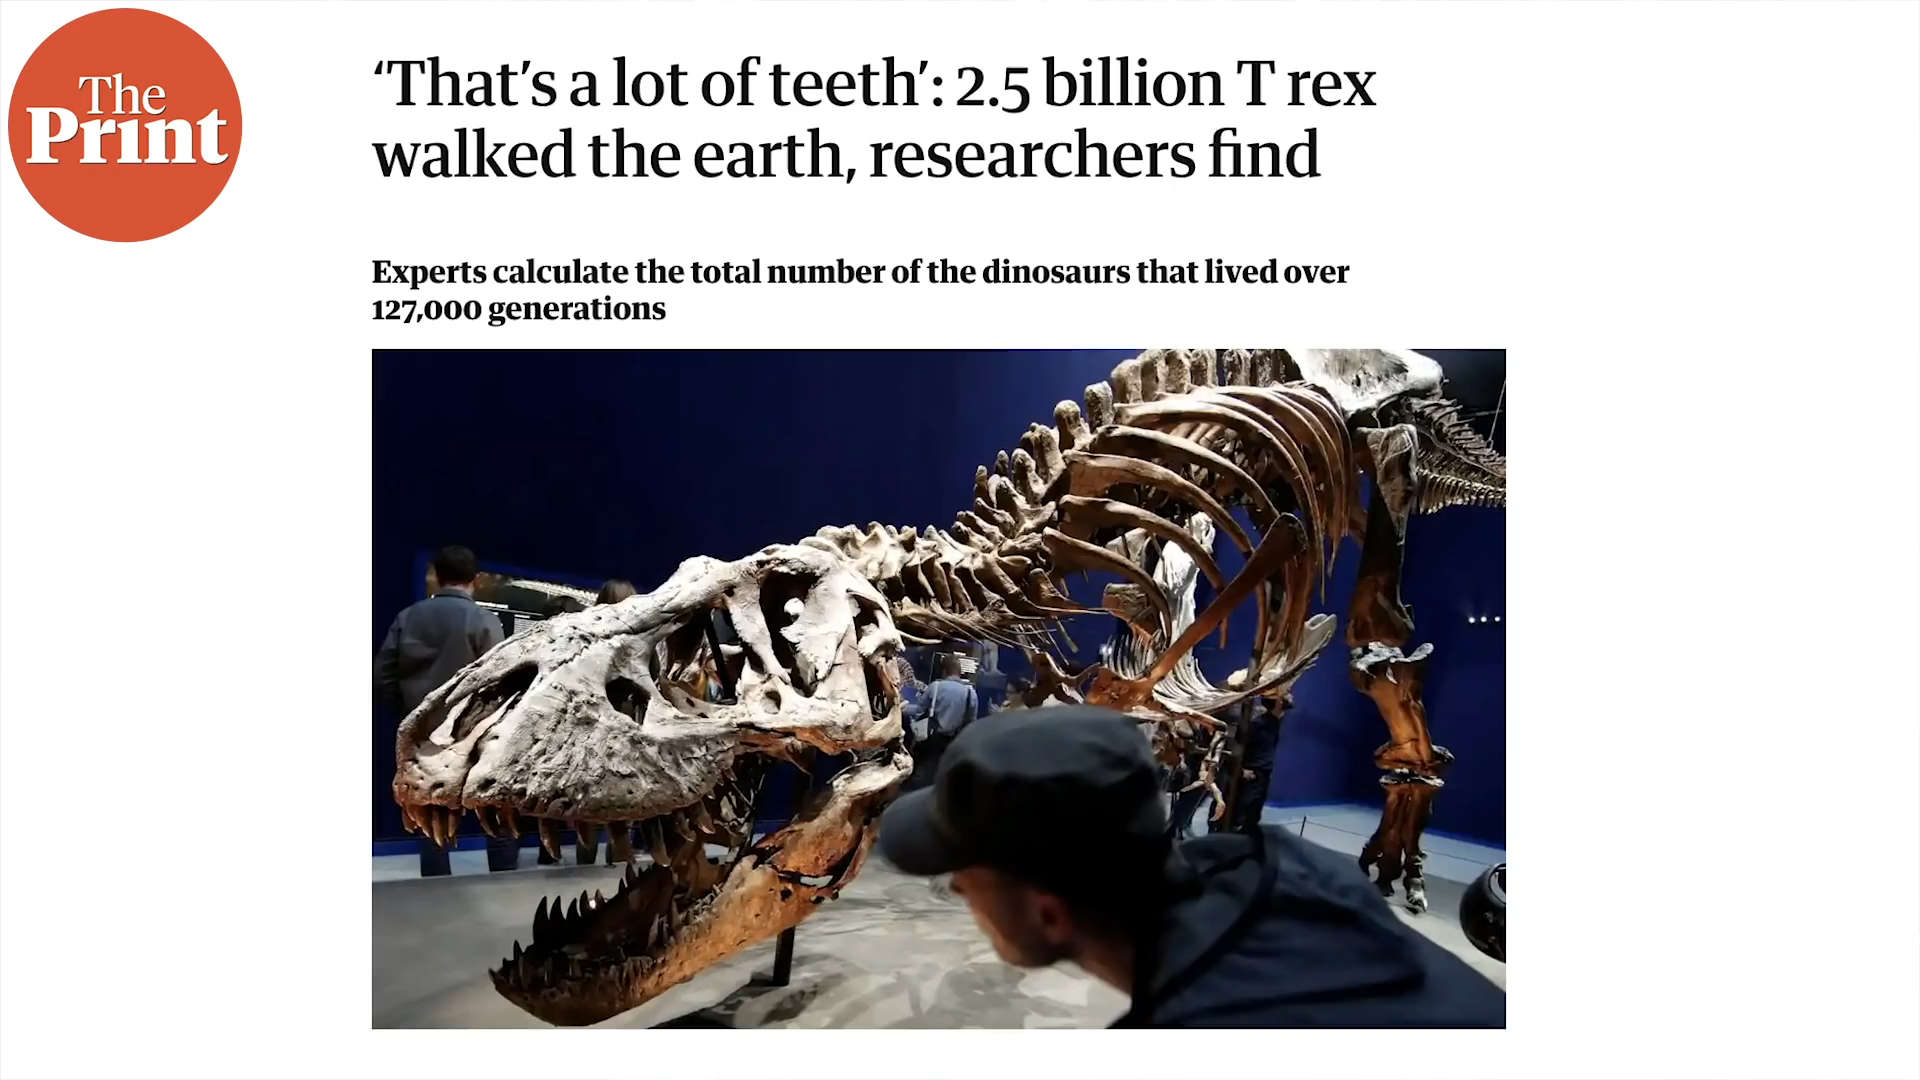 The
Print
‘That’s a lot of teeth’: 2.5 billion T rex
walked the earth, researchers find
Experts calculate the total number of the dinosaurs that lived over
127,000 generations